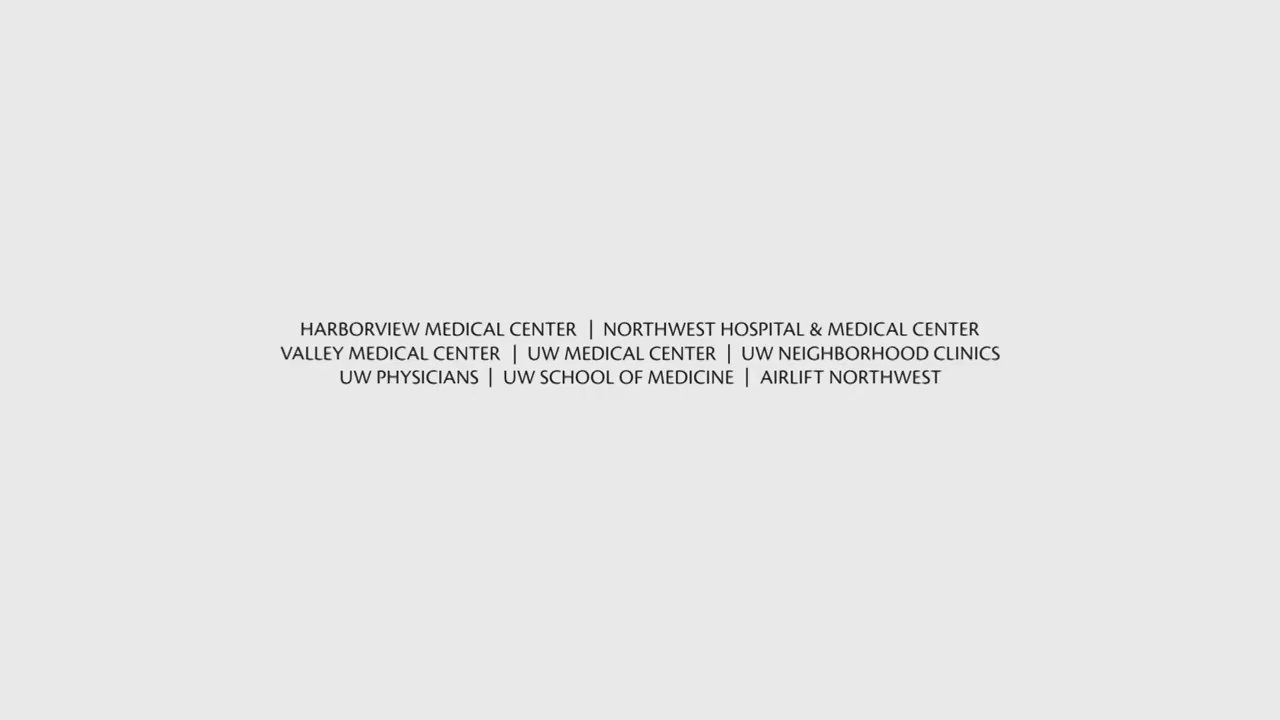 HARBORVIEW MEDICAL CENTER | NORTHWEST HOSPITAL & MEDICAL CENTER
VALLEY MEDICAL CENTER | UW MEDICAL CENTER | UW NEIGHBORHOOD CLINICS
UW PHYSICIANS | UW SCHOOL OF MEDICINE | AIRLIFT NORTHWEST